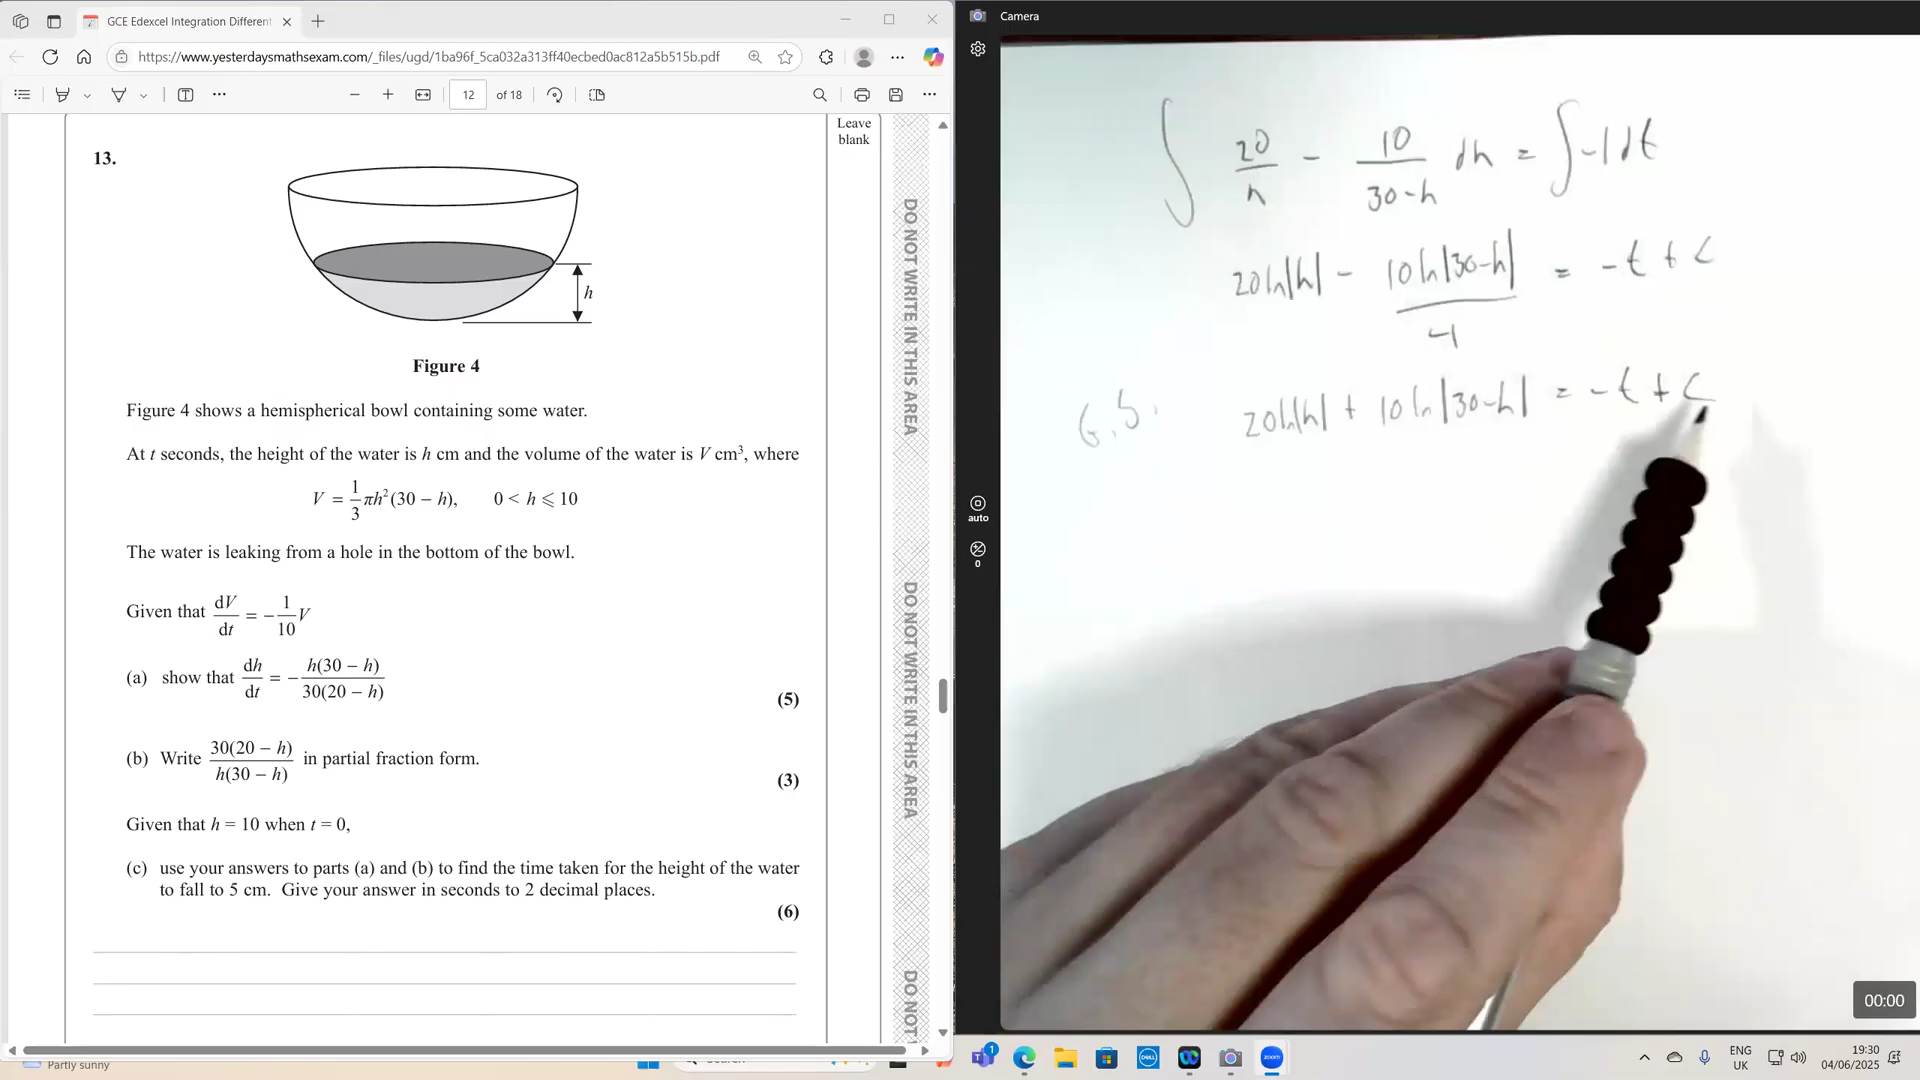 GCE Edexcel Integration Different
https://www.yesterdaysmathsexam.com/_files/ugd/1ba96f_5ca032a313ff40ecbed0ac812a5b515b.pdf
12 of 18
Leave
blank
13.
h
Figure 4
Figure 4 shows a hemispherical bowl containing some water.
At t seconds, the height of the water is h cm and the volume of the water is V cm³, where
V = 1/3 πh²(30 − h), 0 < h ⩽ 10
The water is leaking from a hole in the bottom of the bowl.
Given that dV/dt = −1/10 V
(a) show that dh/dt = − h(30 − h)/30(20 − h)
(5)
(b) Write 30(20 − h)/h(30 − h) in partial fraction form.
(3)
Given that h = 10 when t = 0,
(c) use your answers to parts (a) and (b) to find the time taken for the height of the water
to fall to 5 cm. Give your answer in seconds to 2 decimal places.
(6)
DO NOT WRITE IN THIS AREA
DO NOT WRITE IN THIS AREA
DO NOT
Camera
auto
0
∫ 20/h − 10/(30−h) dh = ∫ −1 dt
20ln|h| − 10ln|30−h|/−1 = −t + c
G.S. 20ln|h| + 10ln|30−h| = −t + c
00:00
Partly sunny
1
DELL
zoom
ENG
UK
19:30
04/06/2025